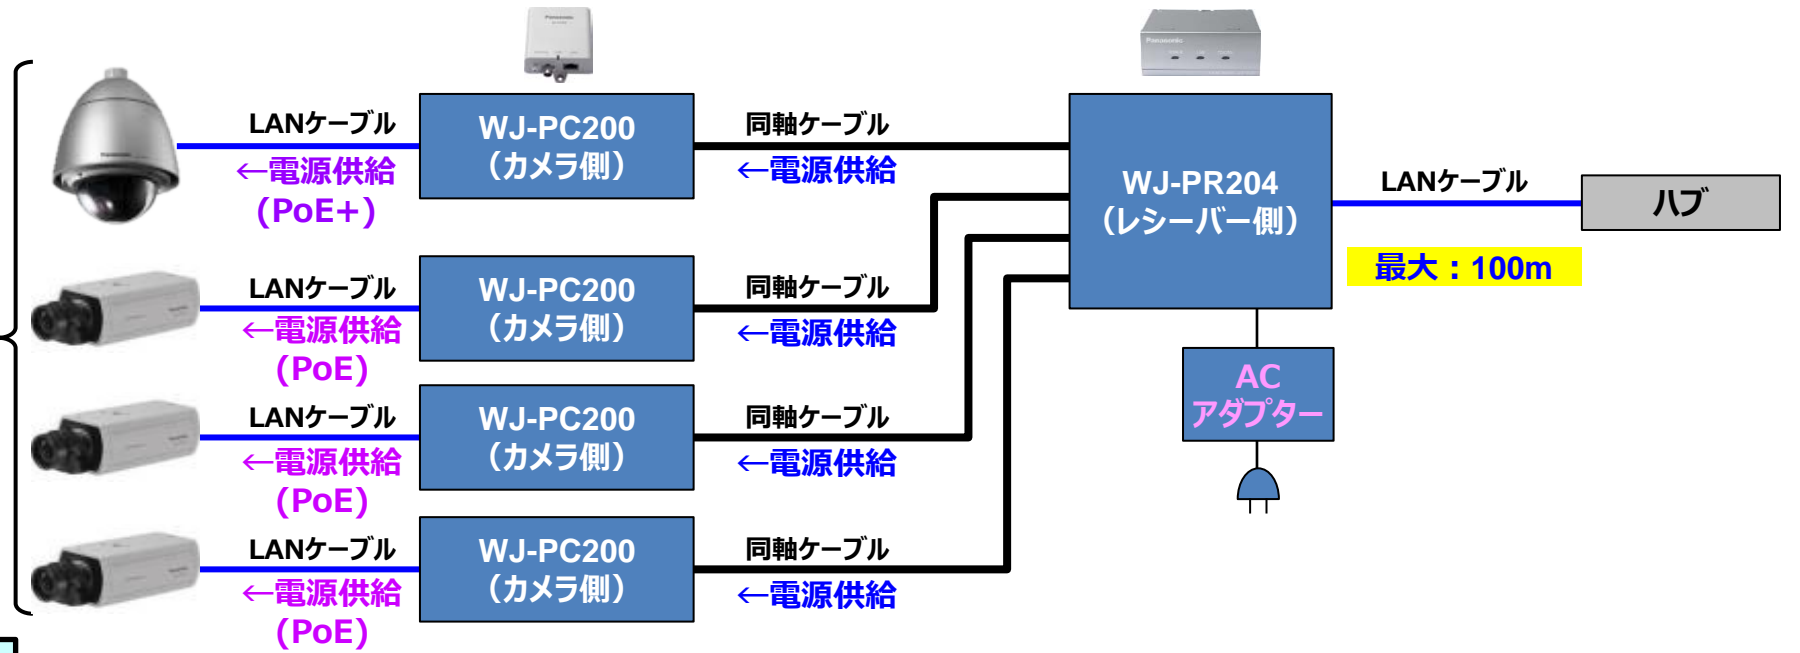 Panasonic
Panasonic
LANケーブル
←電源供給
(PoE+)
WJ-PC200
（カメラ側）
同軸ケーブル
←電源供給
WJ-PR204
（レシーバー側）
LANケーブル
ハブ
最大：100m
LANケーブル
←電源供給
(PoE)
WJ-PC200
（カメラ側）
同軸ケーブル
←電源供給
AC
アダプター
LANケーブル
←電源供給
(PoE)
WJ-PC200
（カメラ側）
同軸ケーブル
←電源供給
LANケーブル
←電源供給
(PoE)
WJ-PC200
（カメラ側）
同軸ケーブル
←電源供給